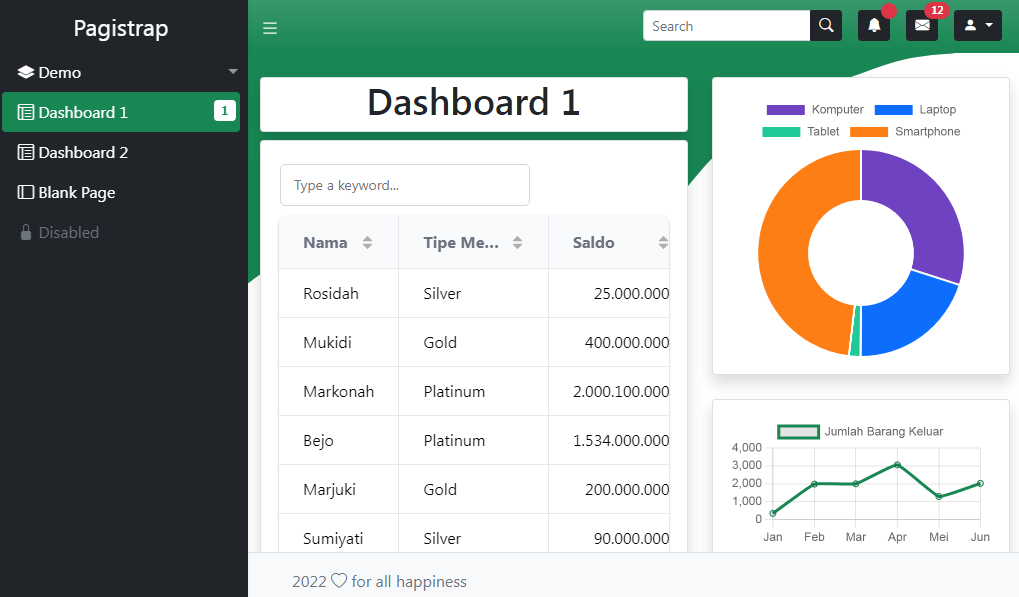 Pagistrap
Demo
Dashboard 1 1
Dashboard 2
Blank Page
Disabled
Search
12
Dashboard 1
Type a keyword...
Nama Tipe Me... Saldo
Rosidah Silver 25.000.000
Mukidi Gold 400.000.000
Markonah Platinum 2.000.100.000
Bejo Platinum 1.534.000.000
Marjuki Gold 200.000.000
Sumiyati Silver 90.000.000
Komputer Laptop
Tablet Smartphone
Jumlah Barang Keluar
4,000
3,000
2,000
1,000
0
Jan Feb Mar Apr Mei Jun
2022 for all happiness